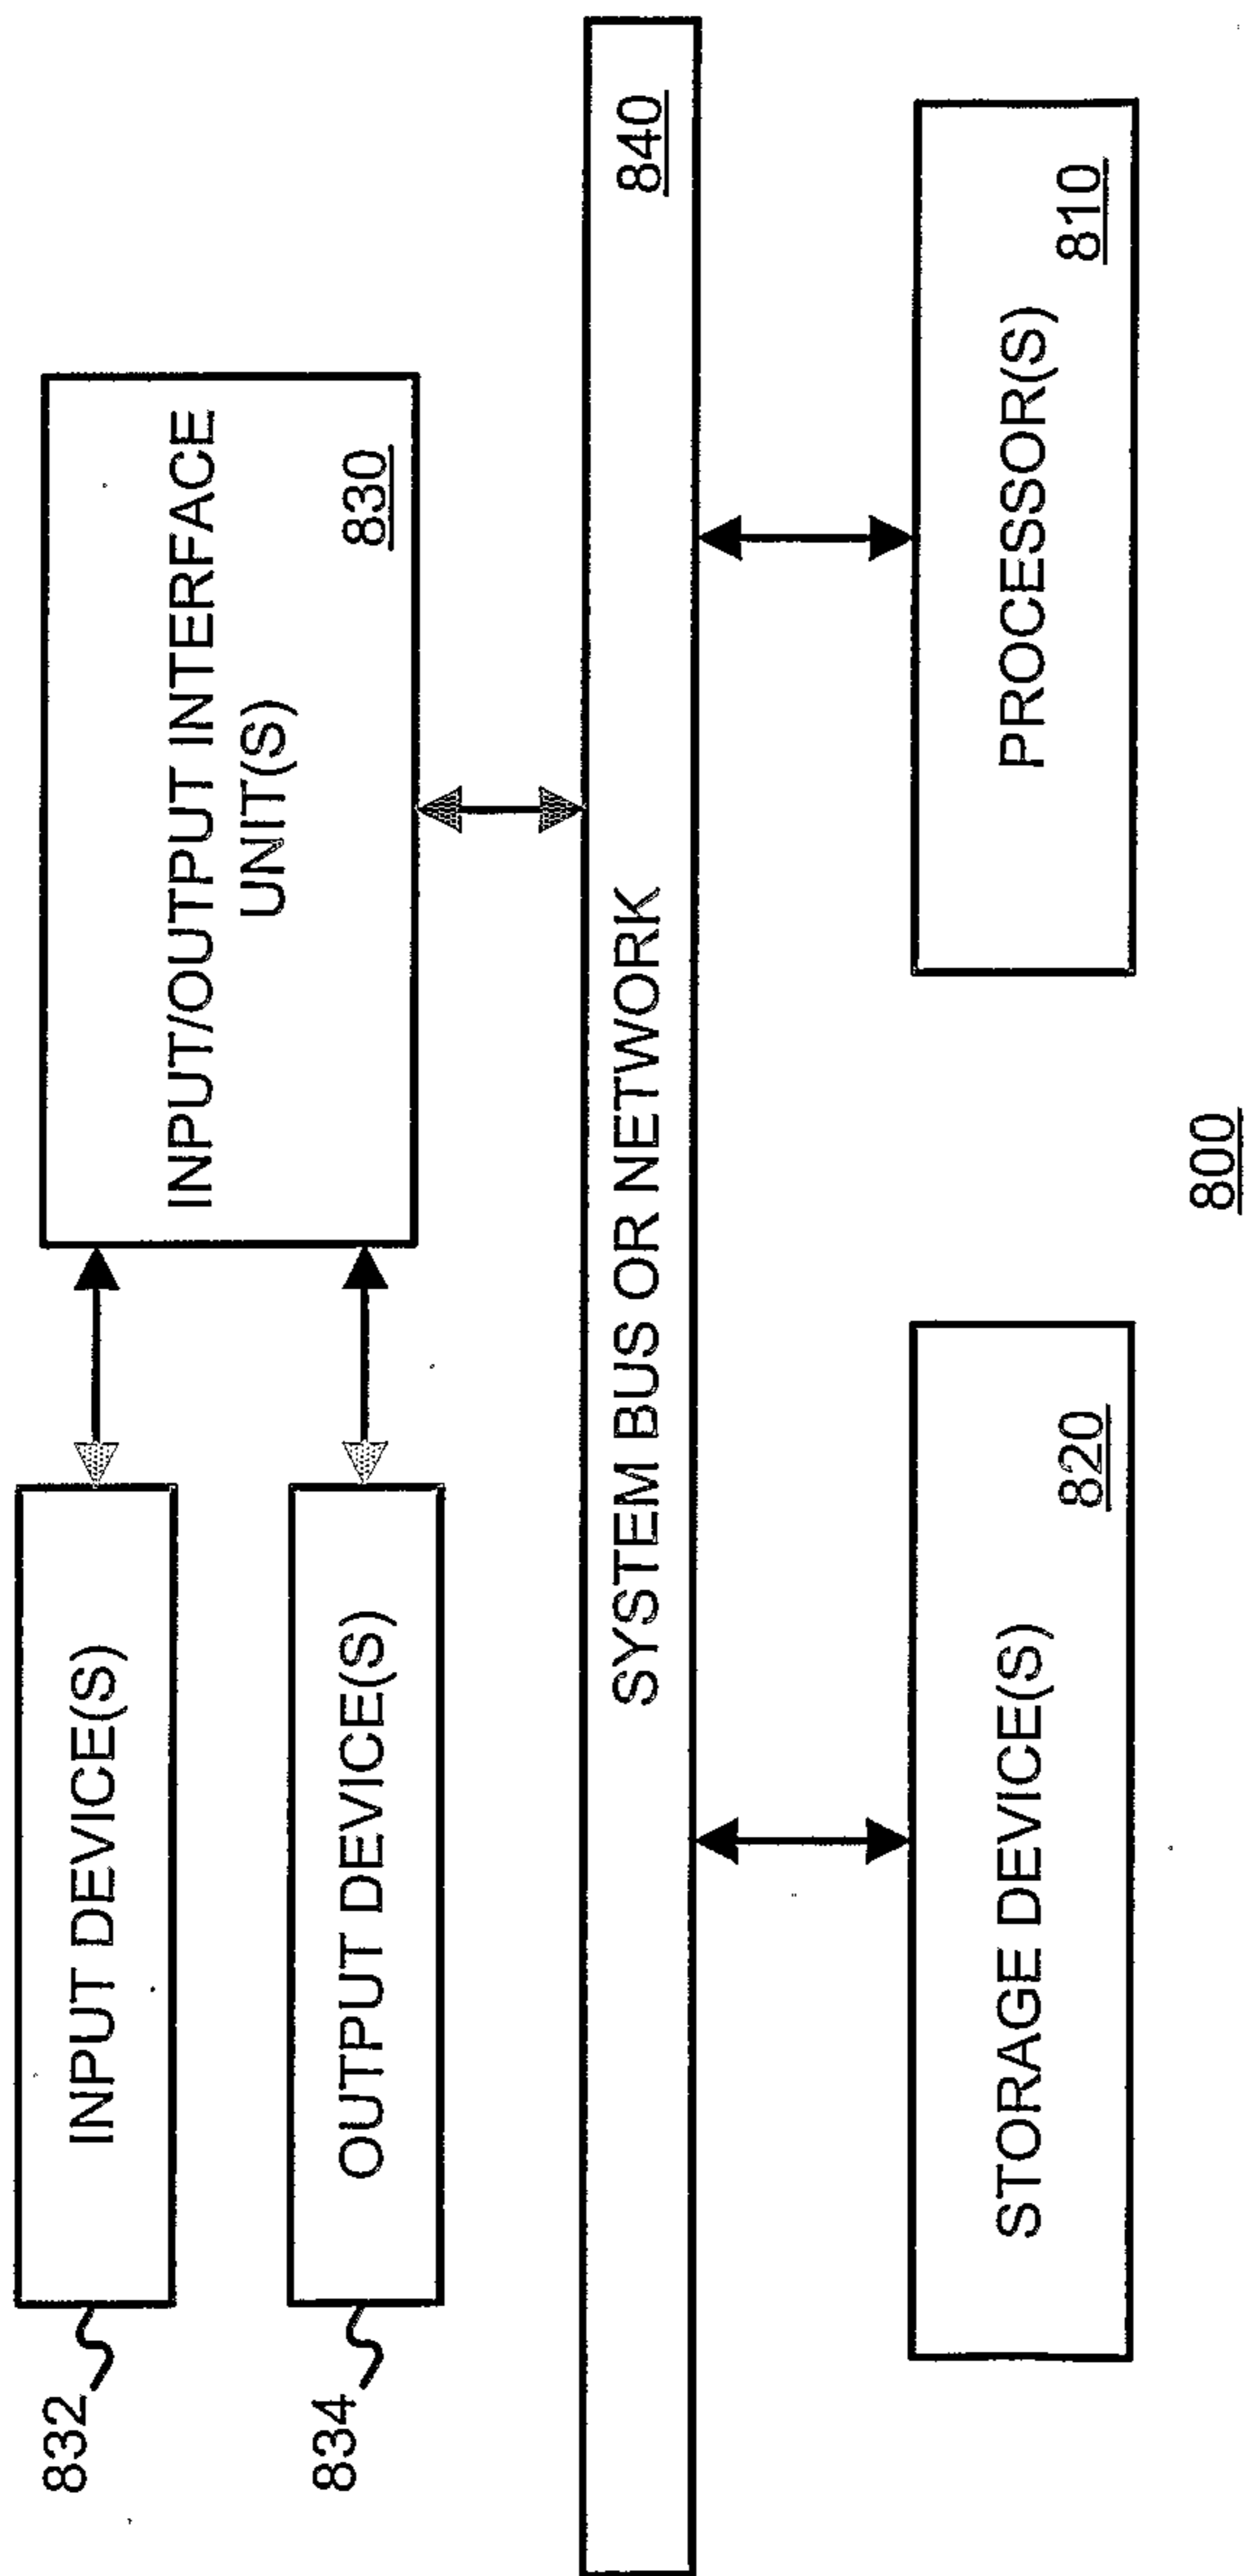 832
INPUT DEVICE(S)
834
OUTPUT DEVICE(S)
INPUT/OUTPUT INTERFACE
UNIT(S)
830
SYSTEM BUS OR NETWORK
840
STORAGE DEVICE(S)
820
PROCESSOR(S)
810
800